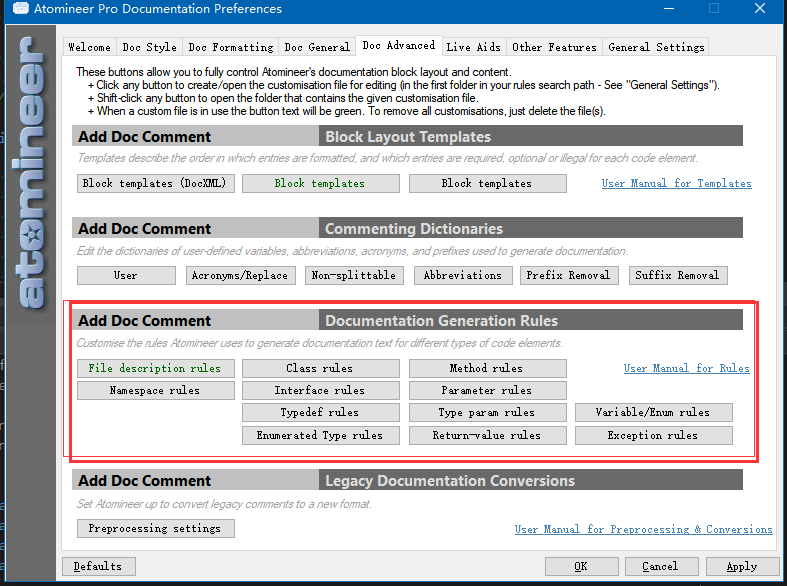 Atomineer Pro Documentation Preferences
atomineer
Welcome Doc Style Doc Formatting Doc General Doc Advanced Live Aids Other Features General Settings
These buttons allow you to fully control Atomineer's documentation block layout and content.
+ Click any button to create/open the customisation file for editing (in the first folder in your rules search path - See "General Settings").
+ Shift-click any button to open the folder that contains the given customisation file.
+ When a custom file is in use the button text will be green. To remove all customisations, just delete the file(s).
Add Doc Comment Block Layout Templates
Templates describe the order in which entries are formatted, and which entries are required, optional or illegal for each code element.
Block templates (DocXML) Block templates Block templates User Manual for Templates
Add Doc Comment Commenting Dictionaries
Edit the dictionaries of user-defined variables, abbreviations, acronyms, and prefixes used to generate documentation.
User Acronyms/Replace Non-splittable Abbreviations Prefix Removal Suffix Removal
Add Doc Comment Documentation Generation Rules
Customise the rules Atomineer uses to generate documentation text for different types of code elements.
File description rules Class rules Method rules User Manual for Rules
Namespace rules Interface rules Parameter rules
Typedef rules Type param rules Variable/Enum rules
Enumerated Type rules Return-value rules Exception rules
Add Doc Comment Legacy Documentation Conversions
Set Atomineer up to convert legacy comments to a new format.
Preprocessing settings User Manual for Preprocessing & Conversions
Defaults OK Cancel Apply